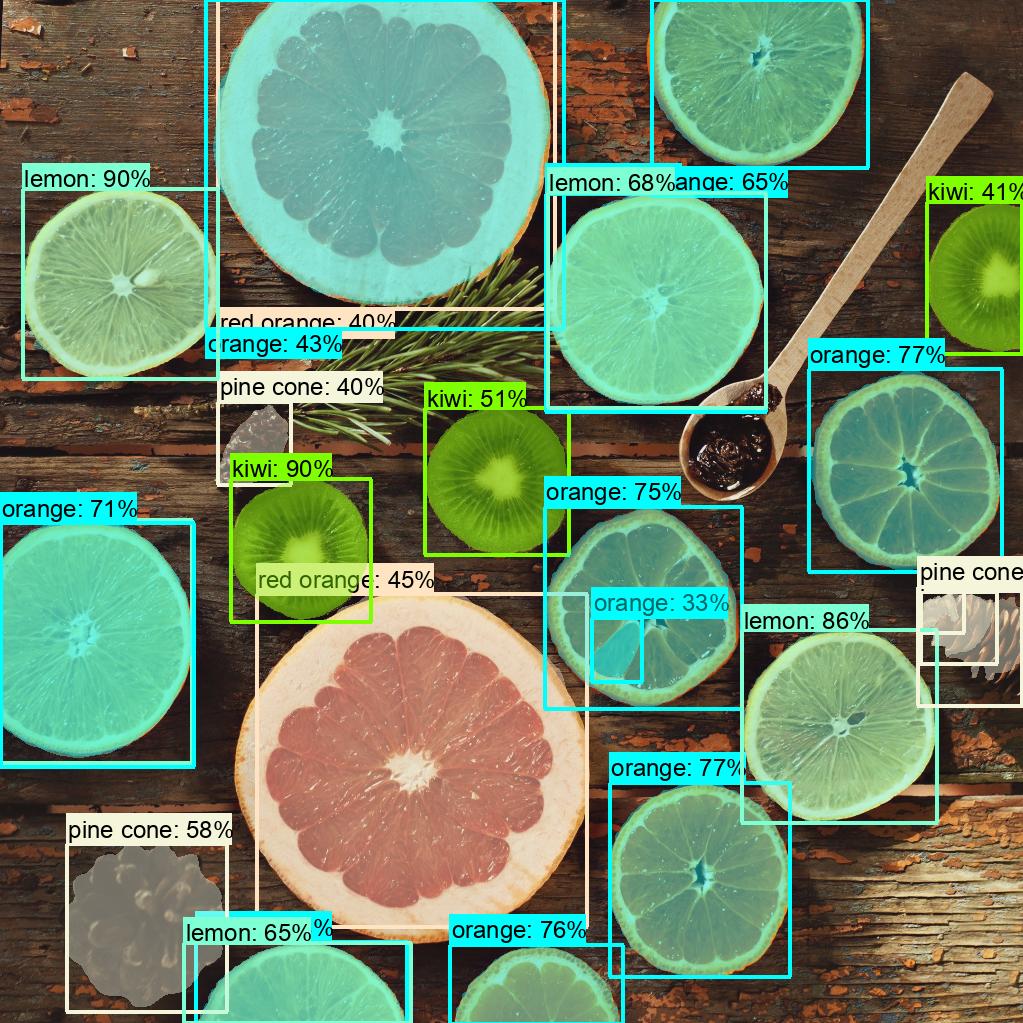 lemon: 90%
lemon: 68%
ange: 65%
kiwi: 41%
red orange: 40%
orange: 43%
orange: 77%
pine cone: 40%
kiwi: 51%
kiwi: 90%
orange: 75%
orange: 71%
red orange: 45%
pine cone
orange: 33%
lemon: 86%
orange: 77%
pine cone: 58%
lemon: 65%
%
orange: 76%